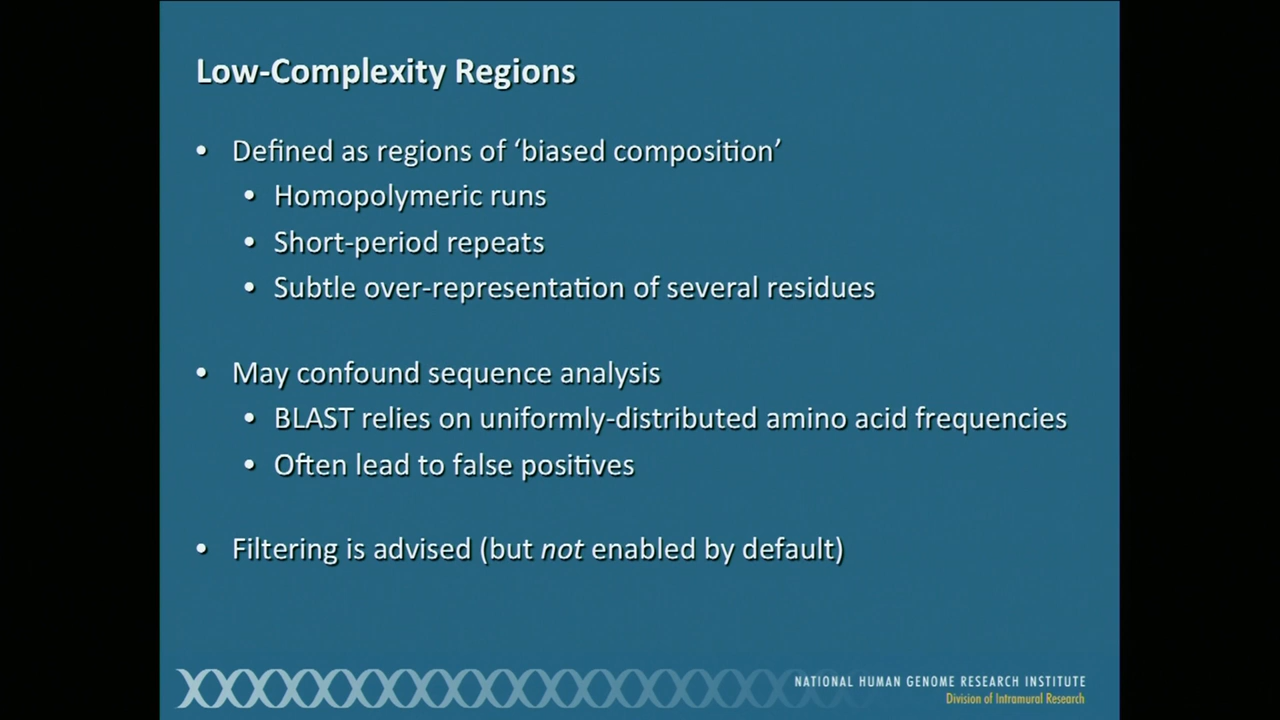 Low-Complexity Regions
• Defined as regions of ‘biased composition’
• Homopolymeric runs
• Short-period repeats
• Subtle over-representation of several residues
• May confound sequence analysis
• BLAST relies on uniformly-distributed amino acid frequencies
• Often lead to false positives
• Filtering is advised (but not enabled by default)
NATIONAL HUMAN GENOME RESEARCH INSTITUTE
Division of Intramural Research